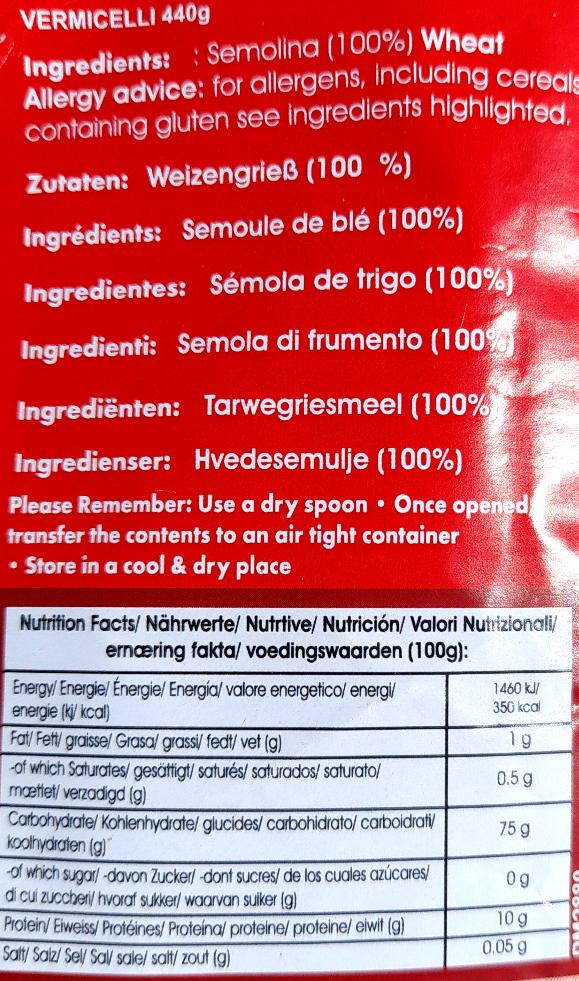 VERMICELLI 440g
Ingredients: : Semolina (100%) Wheat
Allergy advice: for allergens, including cereals
containing gluten see ingredients highlighted.
Zutaten: Weizengrieß (100 %)
Ingrédients: Semoule de blé (100%)
Ingredientes: Sémola de trigo (100%)
Ingredienti: Semola di frumento (100%)
Ingrediënten: Tarwegriesmeel (100%)
Ingredienser: Hvedesemulje (100%)
Please Remember: Use a dry spoon • Once opened
transfer the contents to an air tight container
• Store in a cool & dry place
Nutrition Facts/ Nährwerte/ Nutrtive/ Nutrición/ Valori Nutrizionali/
ernæring fakta/ voedingswaarden (100g):
Energy/ Energie/ Énergie/ Energía/ valore energetico/ energi/
energie (kj/ kcal)
1460 kJ/
350 kcal
Fat/ Fett/ graisse/ Grasa/ grassi/ fedt/ vet (g)
1 g
-of which Saturates/ gesättigt/ saturés/ saturados/ saturato/
mættet/ verzadigd (g)
0.5 g
Carbohydrate/ Kohlenhydrate/ glucides/ carbohidrato/ carboidrati/
koolhydraten (g)
75 g
-of which sugar/ -davon Zucker/ -dont sucres/ de los cuales azúcares/
di cui zuccheri/ hvoraf sukker/ waarvan suiker (g)
0 g
Protein/ Eiweiss/ Protéines/ Proteína/ proteine/ proteine/ eiwit (g)
10 g
Salt/ Salz/ Sel/ Sal/ sale/ salt/ zout (g)
0,05 g